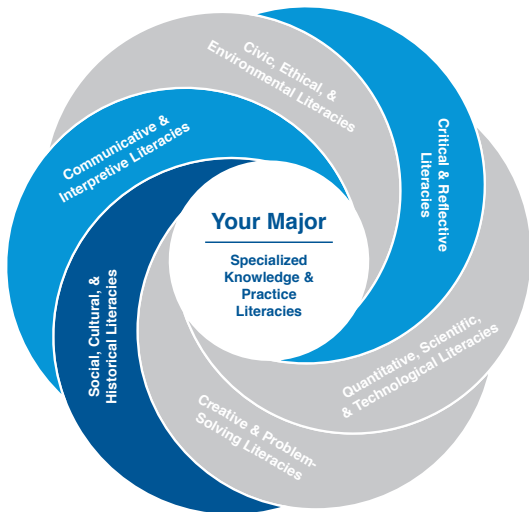 Civic, Ethical, &
Environmental Literacies
Critical & Reflective
Literacies
Communicative &
Interpretive Literacies
Your Major
Specialized
Knowledge &
Practice
Literacies
Social, Cultural, &
Historical Literacies
Quantitative, Scientific,
& Technological Literacies
Creative & Problem-
Solving Literacies